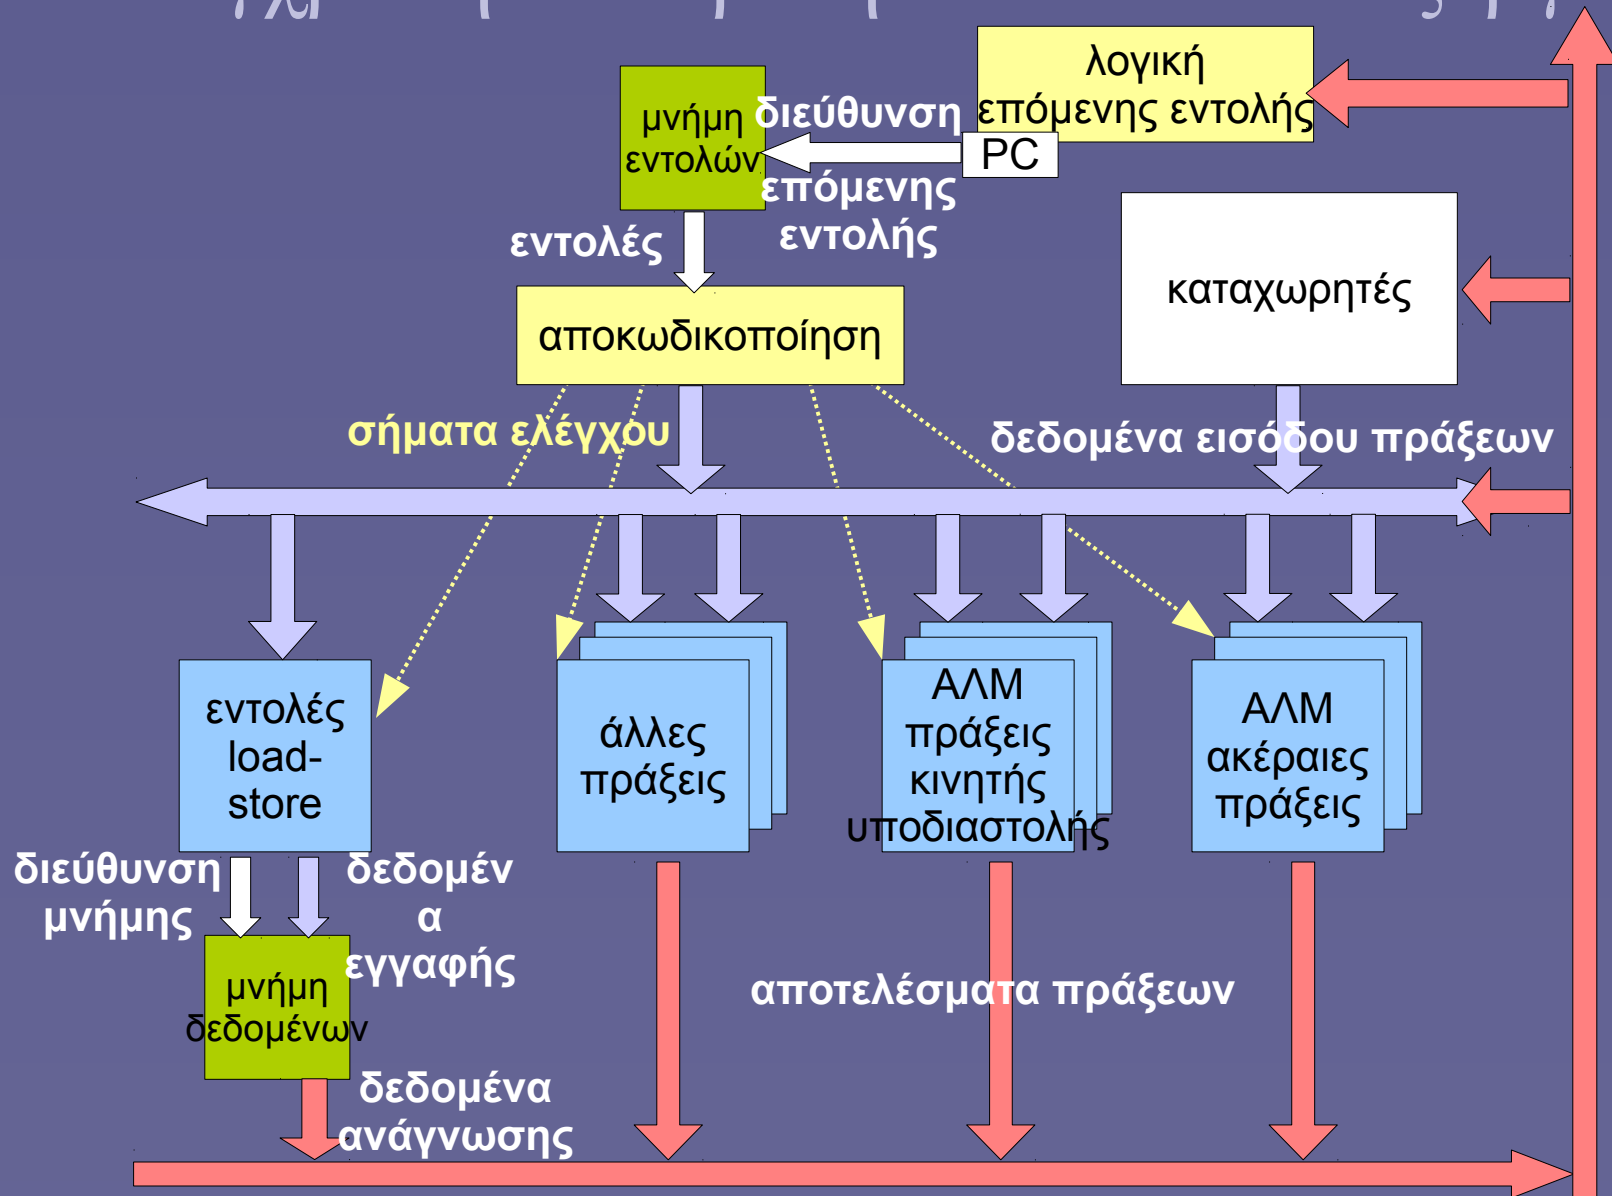 λογική
επόμενης εντολής
PC
μνήμη
εντολών
διεύθυνση
επόμενης
εντολής
εντολές
καταχωρητές
αποκωδικοποίηση
σήματα ελέγχου
δεδομένα εισόδου πράξεων
εντολές
load-
store
άλλες
πράξεις
ΑΛΜ
πράξεις
κινητής
υποδιαστολής
ΑΛΜ
ακέραιες
πράξεις
διεύθυνση
μνήμης
δεδομέν
α
εγγαφής
μνήμη
δεδομένων
αποτελέσματα πράξεων
δεδομένα
ανάγνωσης